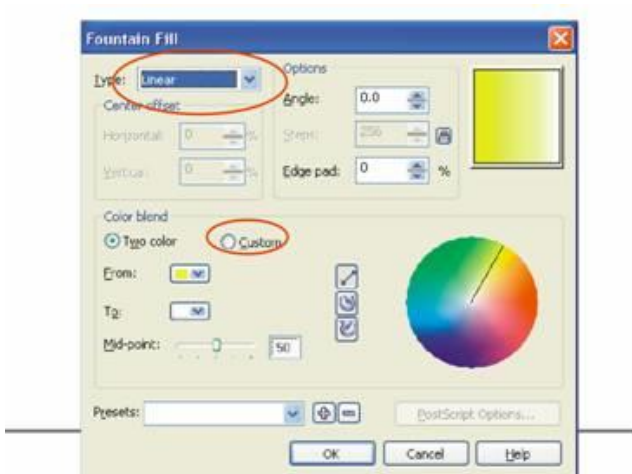 Fountain Fill
Type: Linear
Options
Center offset
Angle: 0.0
Horizontal: 0 %
Steps: 256
Vertical: 0 %
Edge pad: 0 %
Color blend
Two color Custom
From:
To:
Mid-point: 50
Presets:
PostScript Options...
OK Cancel Help